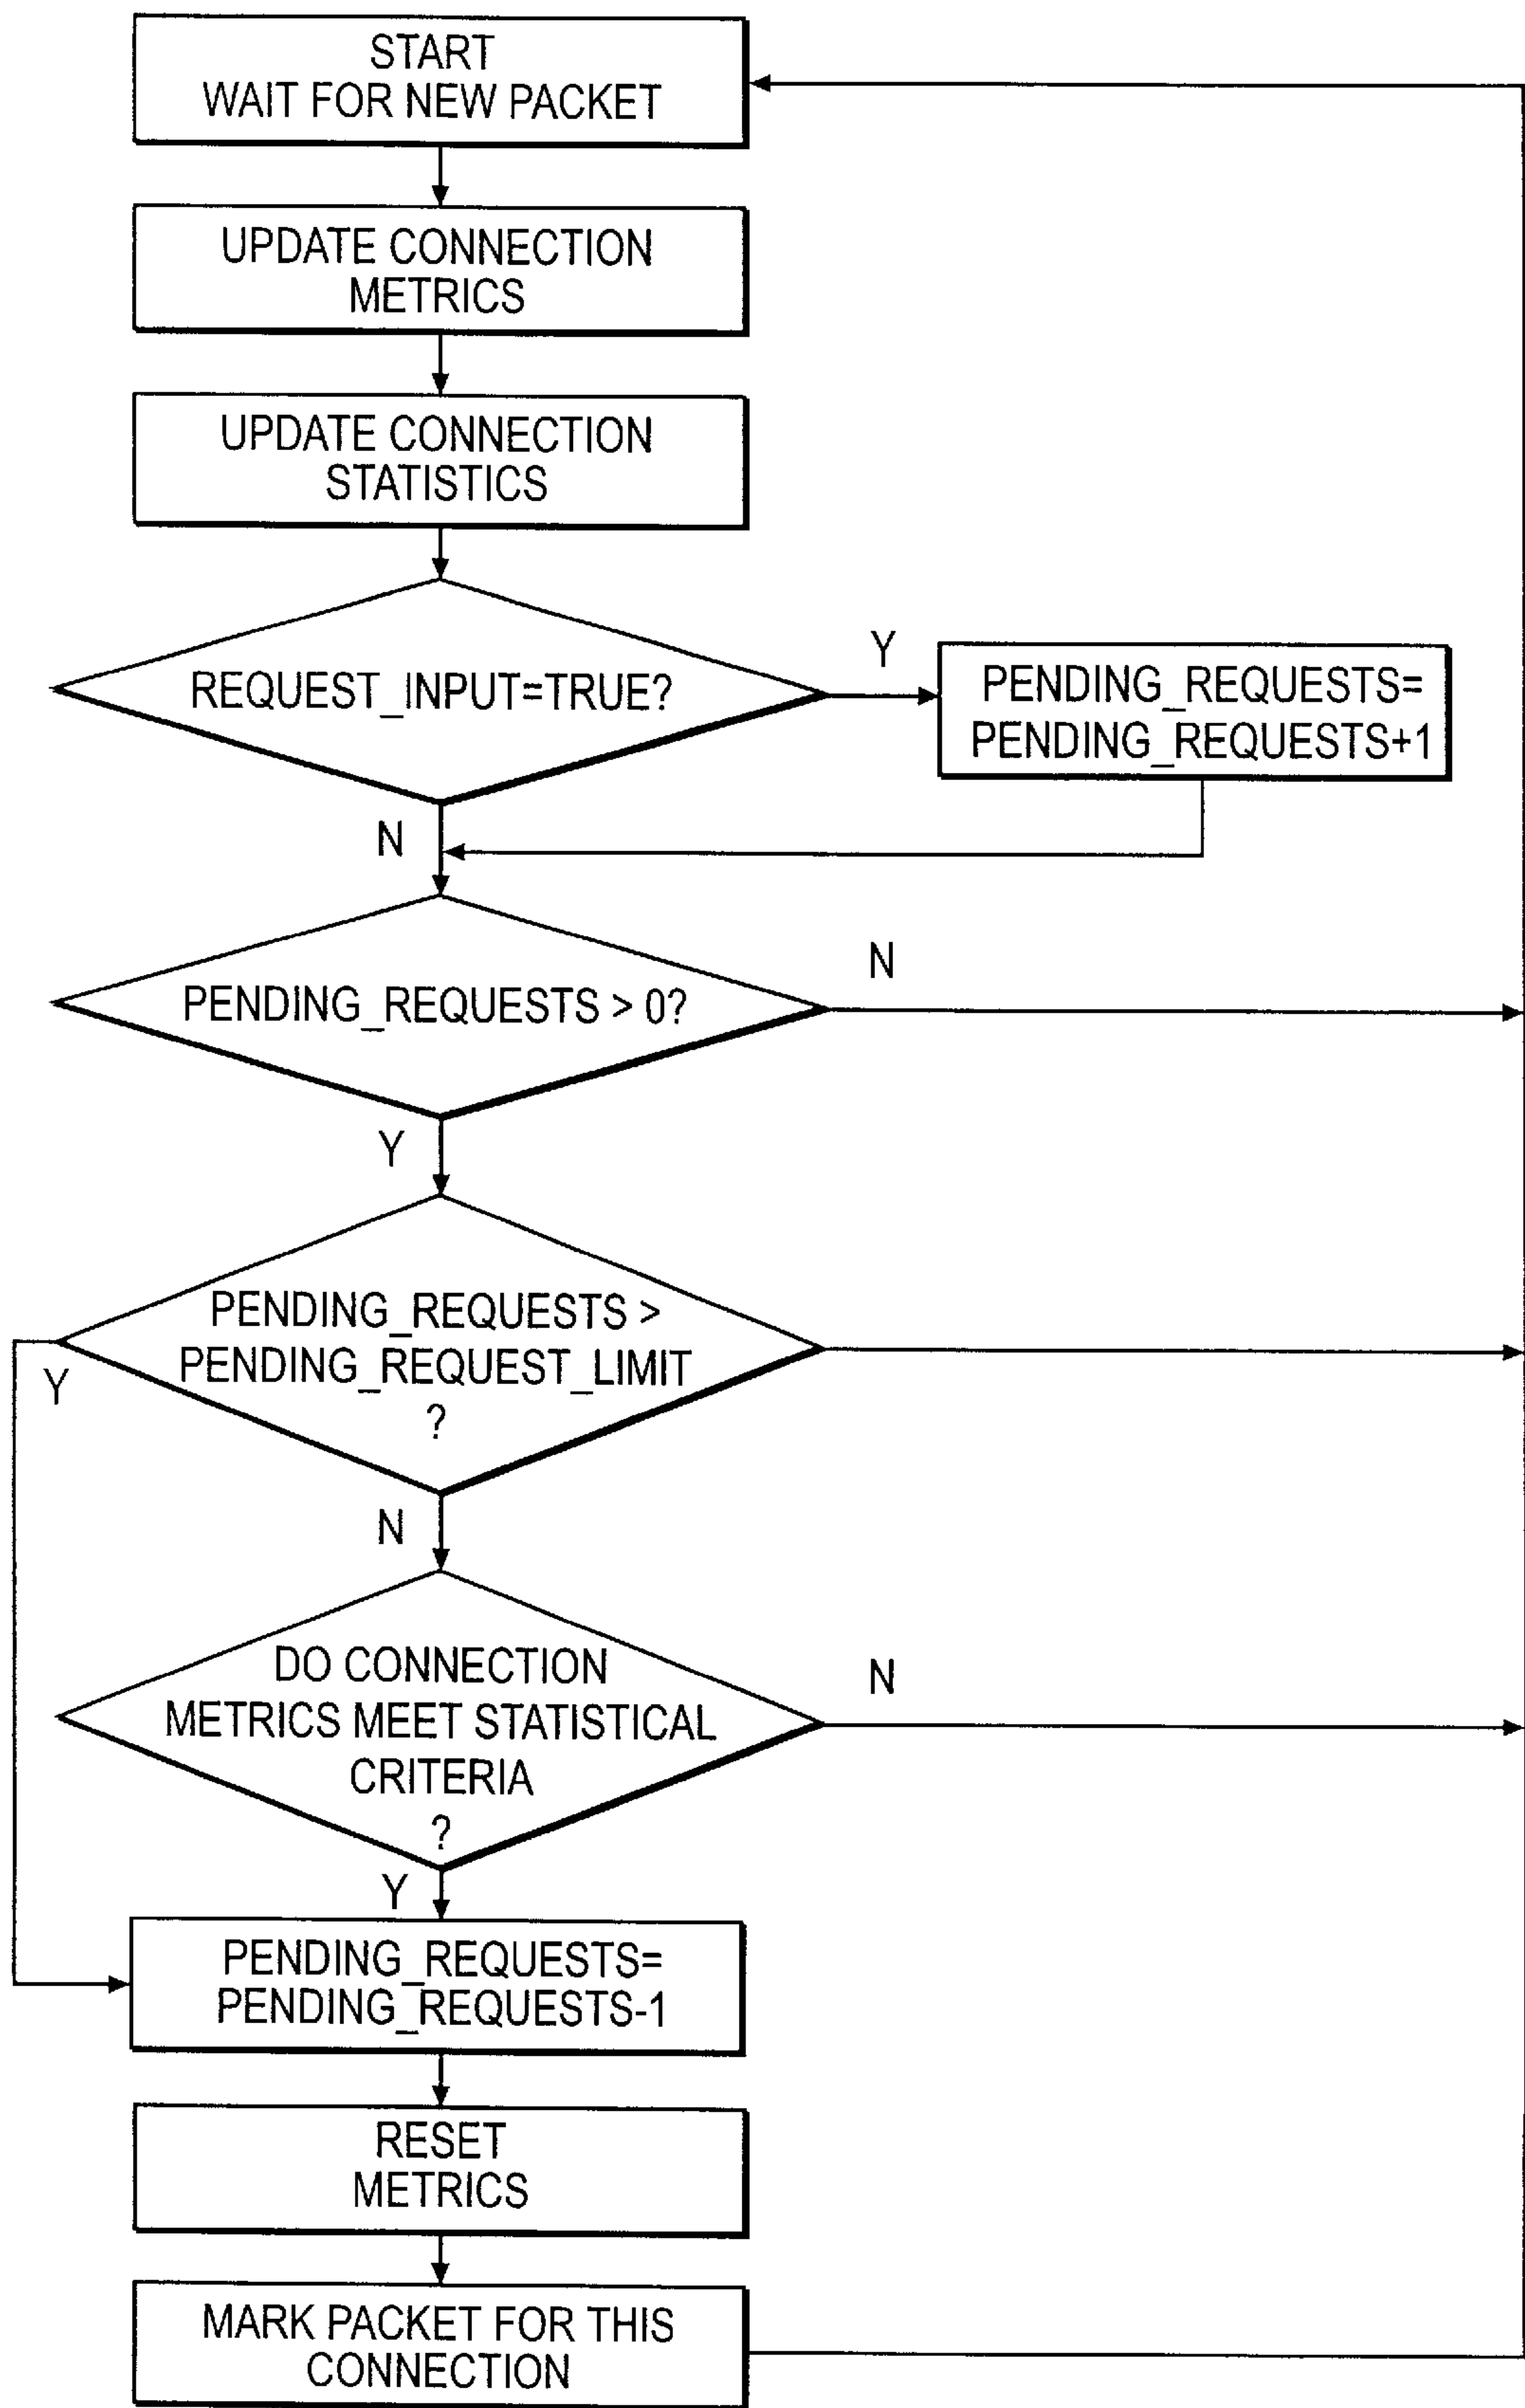 START
WAIT FOR NEW PACKET
UPDATE CONNECTION
METRICS
UPDATE CONNECTION
STATISTICS
REQUEST_INPUT=TRUE?
Y
PENDING_REQUESTS=
PENDING_REQUESTS+1
N
PENDING_REQUESTS > 0?
N
Y
PENDING_REQUESTS >
PENDING_REQUEST_LIMIT
?
Y
N
DO CONNECTION
METRICS MEET STATISTICAL
CRITERIA
?
N
Y
PENDING_REQUESTS=
PENDING_REQUESTS-1
RESET
METRICS
MARK PACKET FOR THIS
CONNECTION